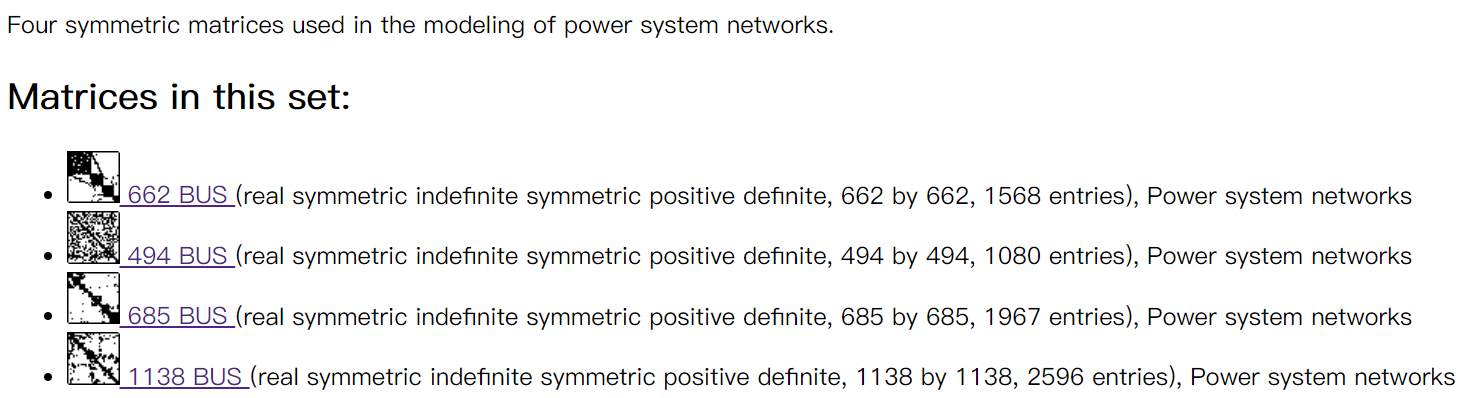 Four symmetric matrices used in the modeling of power system networks.
Matrices in this set:
662 BUS (real symmetric indefinite symmetric positive definite, 662 by 662, 1568 entries), Power system networks
494 BUS (real symmetric indefinite symmetric positive definite, 494 by 494, 1080 entries), Power system networks
685 BUS (real symmetric indefinite symmetric positive definite, 685 by 685, 1967 entries), Power system networks
1138 BUS (real symmetric indefinite symmetric positive definite, 1138 by 1138, 2596 entries), Power system networks